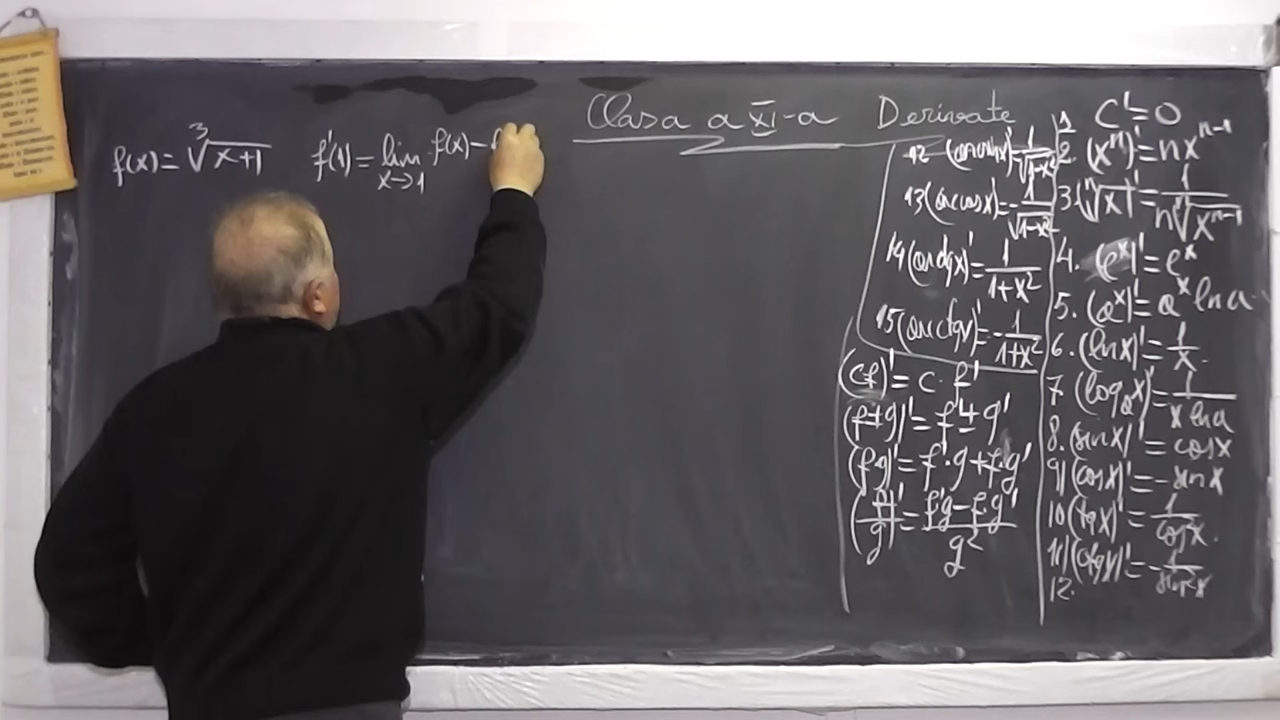 Clasa a XI-a Derivate
f(x) = ∛(x+1) f'(1) = lim f(x) - f
x→1
1 C' = 0
2. (xⁿ)' = nxⁿ⁻¹
3. (ⁿ√x)' = 1/(n ⁿ√(xⁿ⁻¹))
4. (eˣ)' = eˣ
5. (aˣ)' = aˣ ln a
6. (ln x)' = 1/x
7. (logₐx)' = 1/(x ln a)
8. (sin x)' = cos x
9) (cos x)' = - sin x
10 (tg x)' = 1/cos²x
11) (ctg x)' = - 1/sin²x
12.
12 (arcsin x)' = 1/√(1-x²)
13 (arccos x)' = - 1/√(1-x²)
14 (arctg x)' = 1/(1+x²)
15 (arcctg x)' = - 1/(1+x²)
(cf)' = c · f'
(f±g)' = f' ± g'
(f·g)' = f'·g + f·g'
(f/g)' = (f'g - f·g')/g²